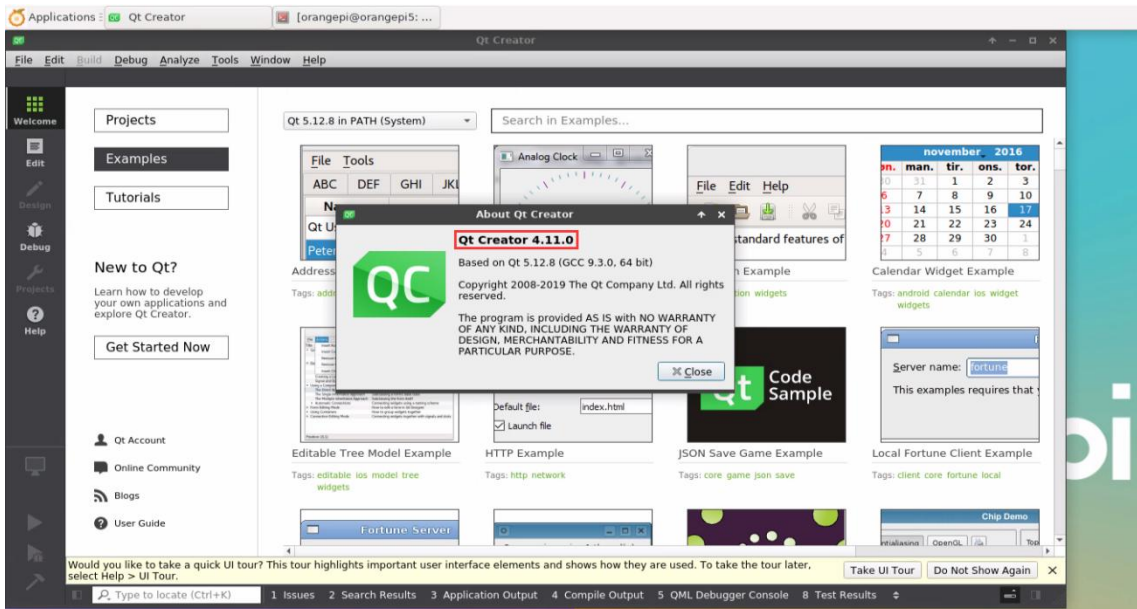 Applications
Qt Creator
[orangepi@orangepi5: ...
Qt Creator
File Edit Build Debug Analyze Tools Window Help
Welcome
Edit
Design
Debug
Projects
Help
Projects
Examples
Tutorials
New to Qt?
Learn how to develop
your own applications and
explore Qt Creator.
Get Started Now
Qt Account
Online Community
Blogs
User Guide
Qt 5.12.8 in PATH (System)
Search in Examples...
File Tools
ABC DEF GHI
Analog Clock
File Edit Help
standard features of
november 2016
man. tir. ons. tor.
31 1 2 3
7 8 9 10
14 15 16 17
21 22 23 24
28 29 30 1
5 6 7 8
About Qt Creator
Qt Creator 4.11.0
Based on Qt 5.12.8 (GCC 9.3.0, 64 bit)
Copyright 2008-2019 The Qt Company Ltd. All rights
reserved.
The program is provided AS IS with NO WARRANTY
OF ANY KIND, INCLUDING THE WARRANTY OF
DESIGN, MERCHANTABILITY AND FITNESS FOR A
PARTICULAR PURPOSE.
Close
QC
Address
Tags:
Example
widgets
Calendar Widget Example
Tags: android calendar ios widget
widgets
Default file: index.html
Launch file
Qt Code
Sample
Server name: fortune
This examples requires that
Editable Tree Model Example
Tags: editable ios model tree
widgets
HTTP Example
Tags: http network
JSON Save Game Example
Tags: core game json save
Local Fortune Client Example
Tags: client core fortune local
Fortune Server
Chip Demo
OpenGL
pi
Would you like to take a quick UI tour? This tour highlights important user interface elements and shows how they are used. To take the tour later,
select Help > UI Tour.
Take UI Tour
Do Not Show Again
Type to locate (Ctrl+K)
1 Issues 2 Search Results 3 Application Output 4 Compile Output 5 QML Debugger Console 8 Test Results